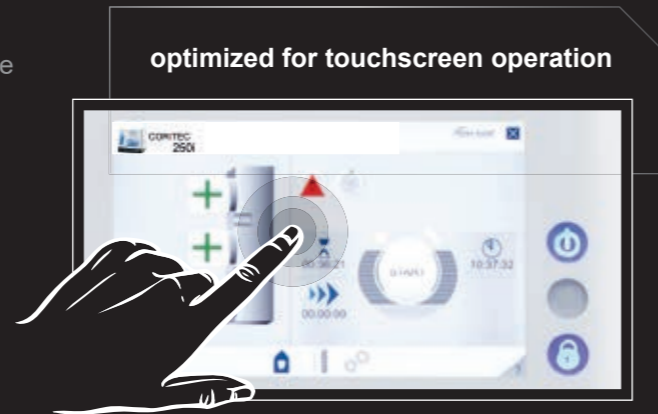 e
optimized for touchscreen operation
CORITEC
250i
START
10:37:32
00:36:21
00:00:00